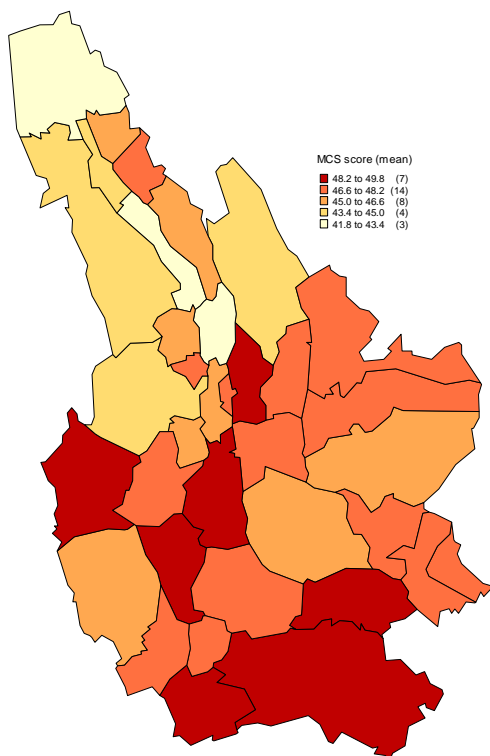 MCS score (mean)
48.2 to 49.8 (7)
46.6 to 48.2 (14)
45.0 to 46.6 (8)
43.4 to 45.0 (4)
41.8 to 43.4 (3)